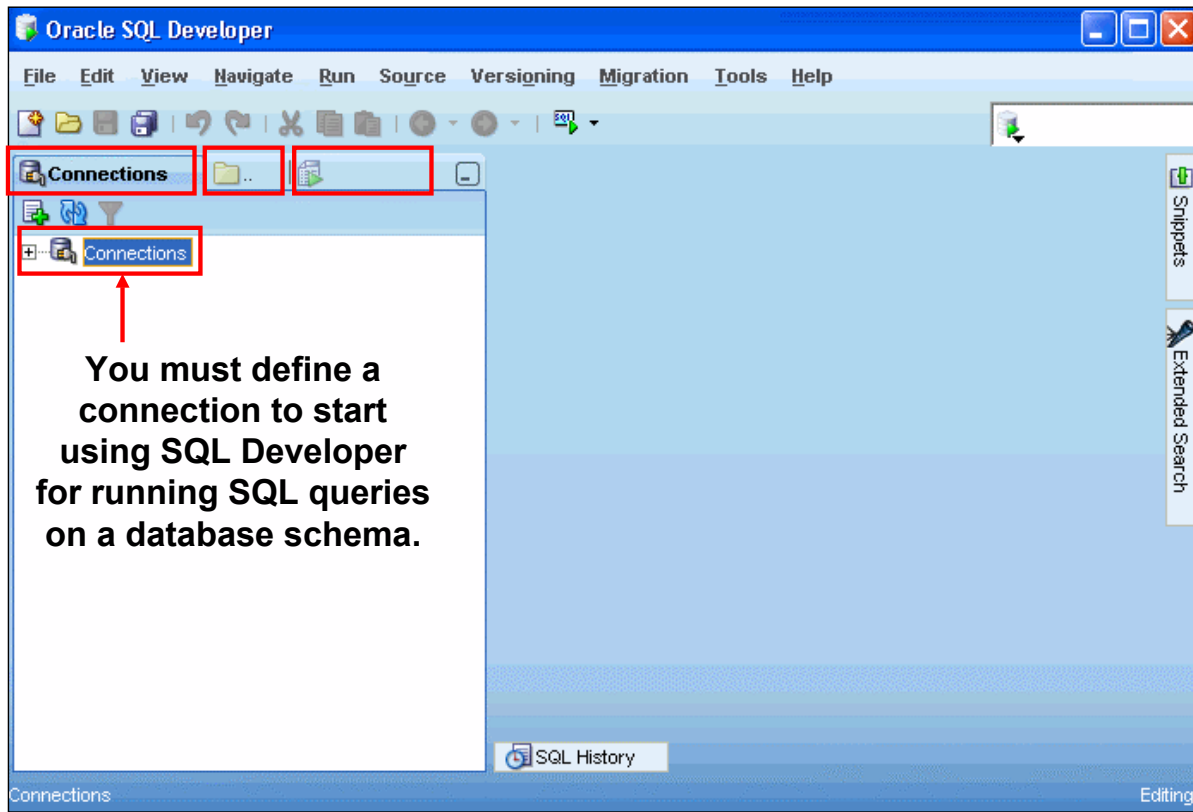 Oracle SQL Developer
File Edit View Navigate Run Source Versioning Migration Tools Help
Connections ..
Connections
You must define a
connection to start
using SQL Developer
for running SQL queries
on a database schema.
Snippets
Extended Search
SQL History
Connections Editing